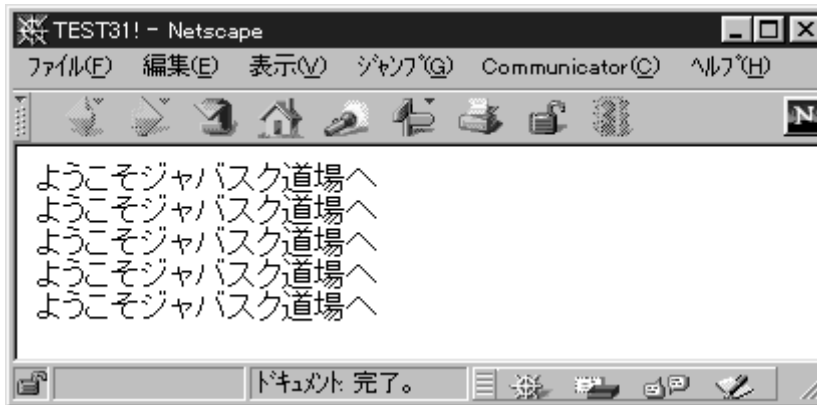 TEST31! - Netscape
ファイル(F) 編集(E) 表示(V) ジャンプ(G) Communicator(C) ヘルプ(H)
N
ようこそジャバスク道場へ
ようこそジャバスク道場へ
ようこそジャバスク道場へ
ようこそジャバスク道場へ
ようこそジャバスク道場へ
ドキュメント: 完了。